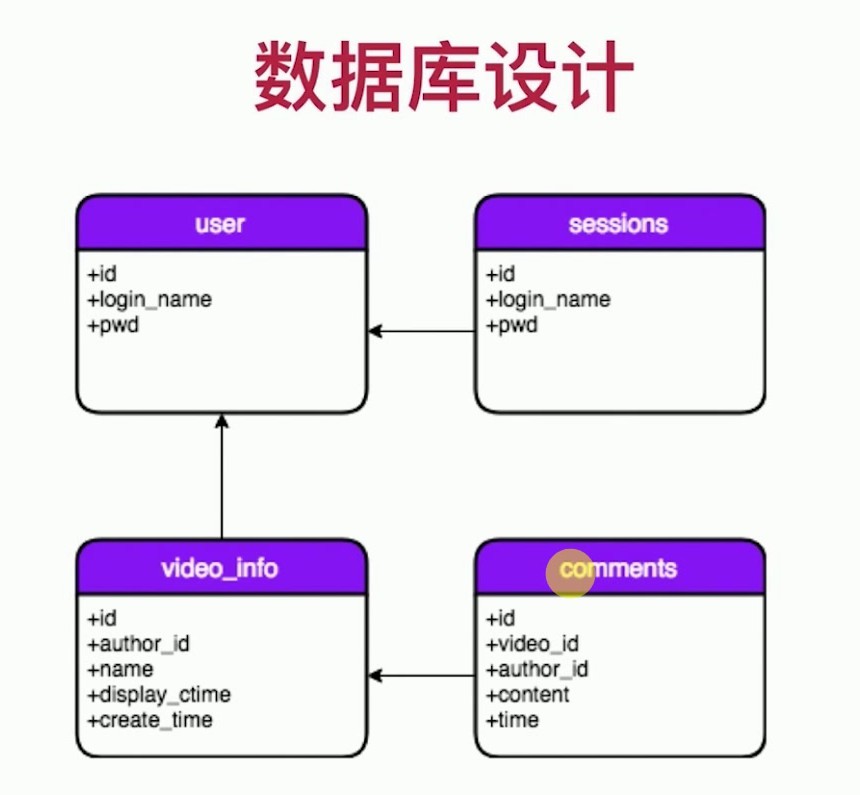 数据库设计
user
+id
+login_name
+pwd
sessions
+id
+login_name
+pwd
video_info
+id
+author_id
+name
+display_ctime
+create_time
comments
+id
+video_id
+author_id
+content
+time